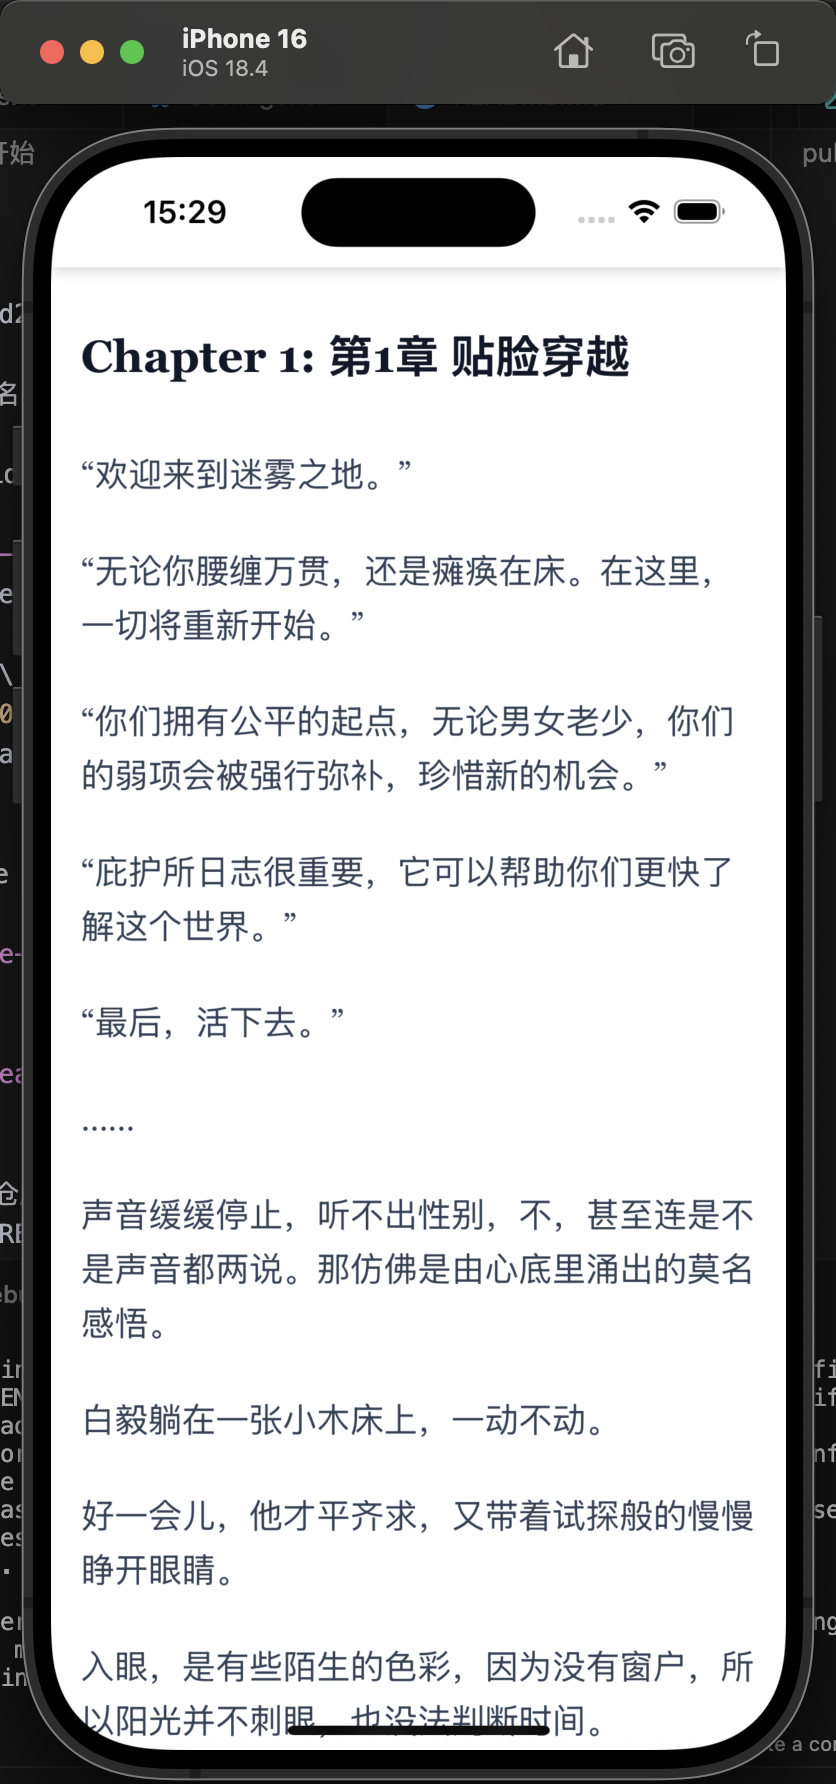 iPhone 16
iOS 18.4
开始
15:29
Chapter 1: 第1章 贴脸穿越
“欢迎来到迷雾之地。”
“无论你腰缠万贯，还是瘫痪在床。在这里，
一切将重新开始。”
“你们拥有公平的起点，无论男女老少，你们
的弱项会被强行弥补，珍惜新的机会。”
“庇护所日志很重要，它可以帮助你们更快了
解这个世界。”
“最后，活下去。”
……
声音缓缓停止，听不出性别，不，甚至连是不
是声音都两说。那仿佛是由心底里涌出的莫名
感悟。
白毅躺在一张小木床上，一动不动。
好一会儿，他才平齐求，又带着试探般的慢慢
睁开眼睛。
入眼，是有些陌生的色彩，因为没有窗户，所
以阳光并不刺眼，也没法判断时间。